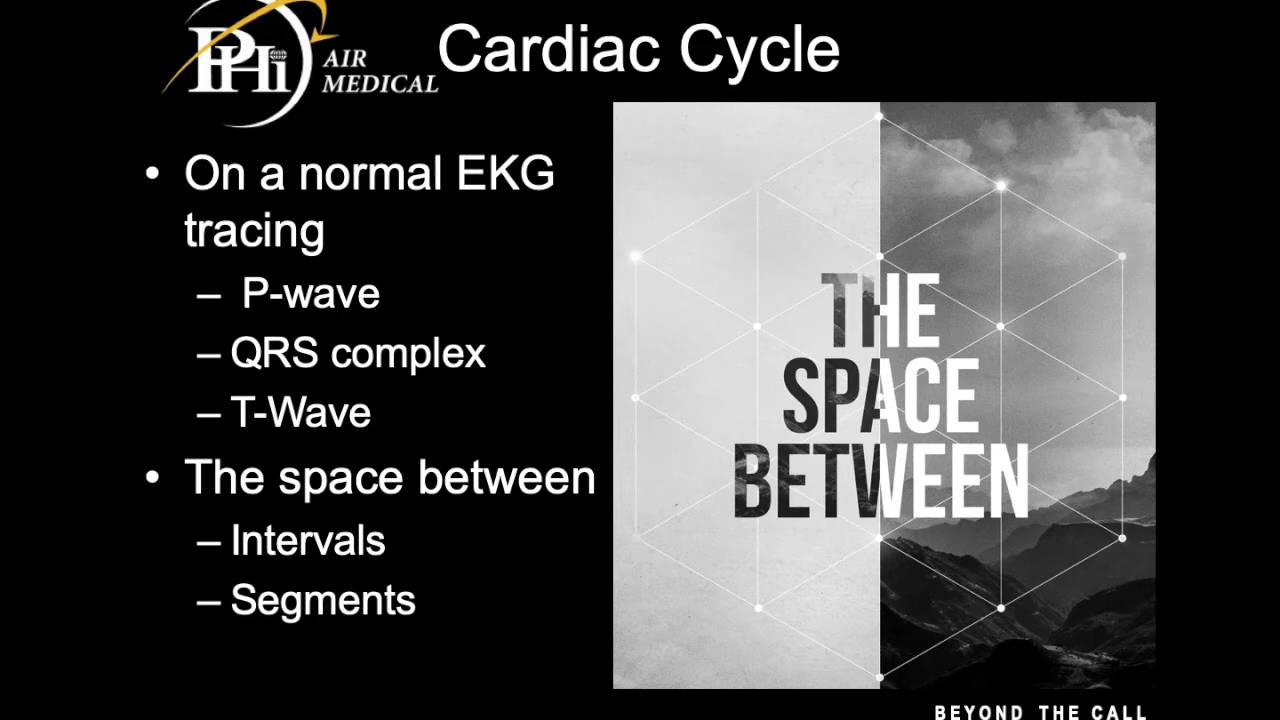 PHi AIR
MEDICAL
Cardiac Cycle
• On a normal EKG
tracing
– P-wave
– QRS complex
– T-Wave
• The space between
– Intervals
– Segments
THE
SPACE
BETWEEN
BEYOND THE CALL